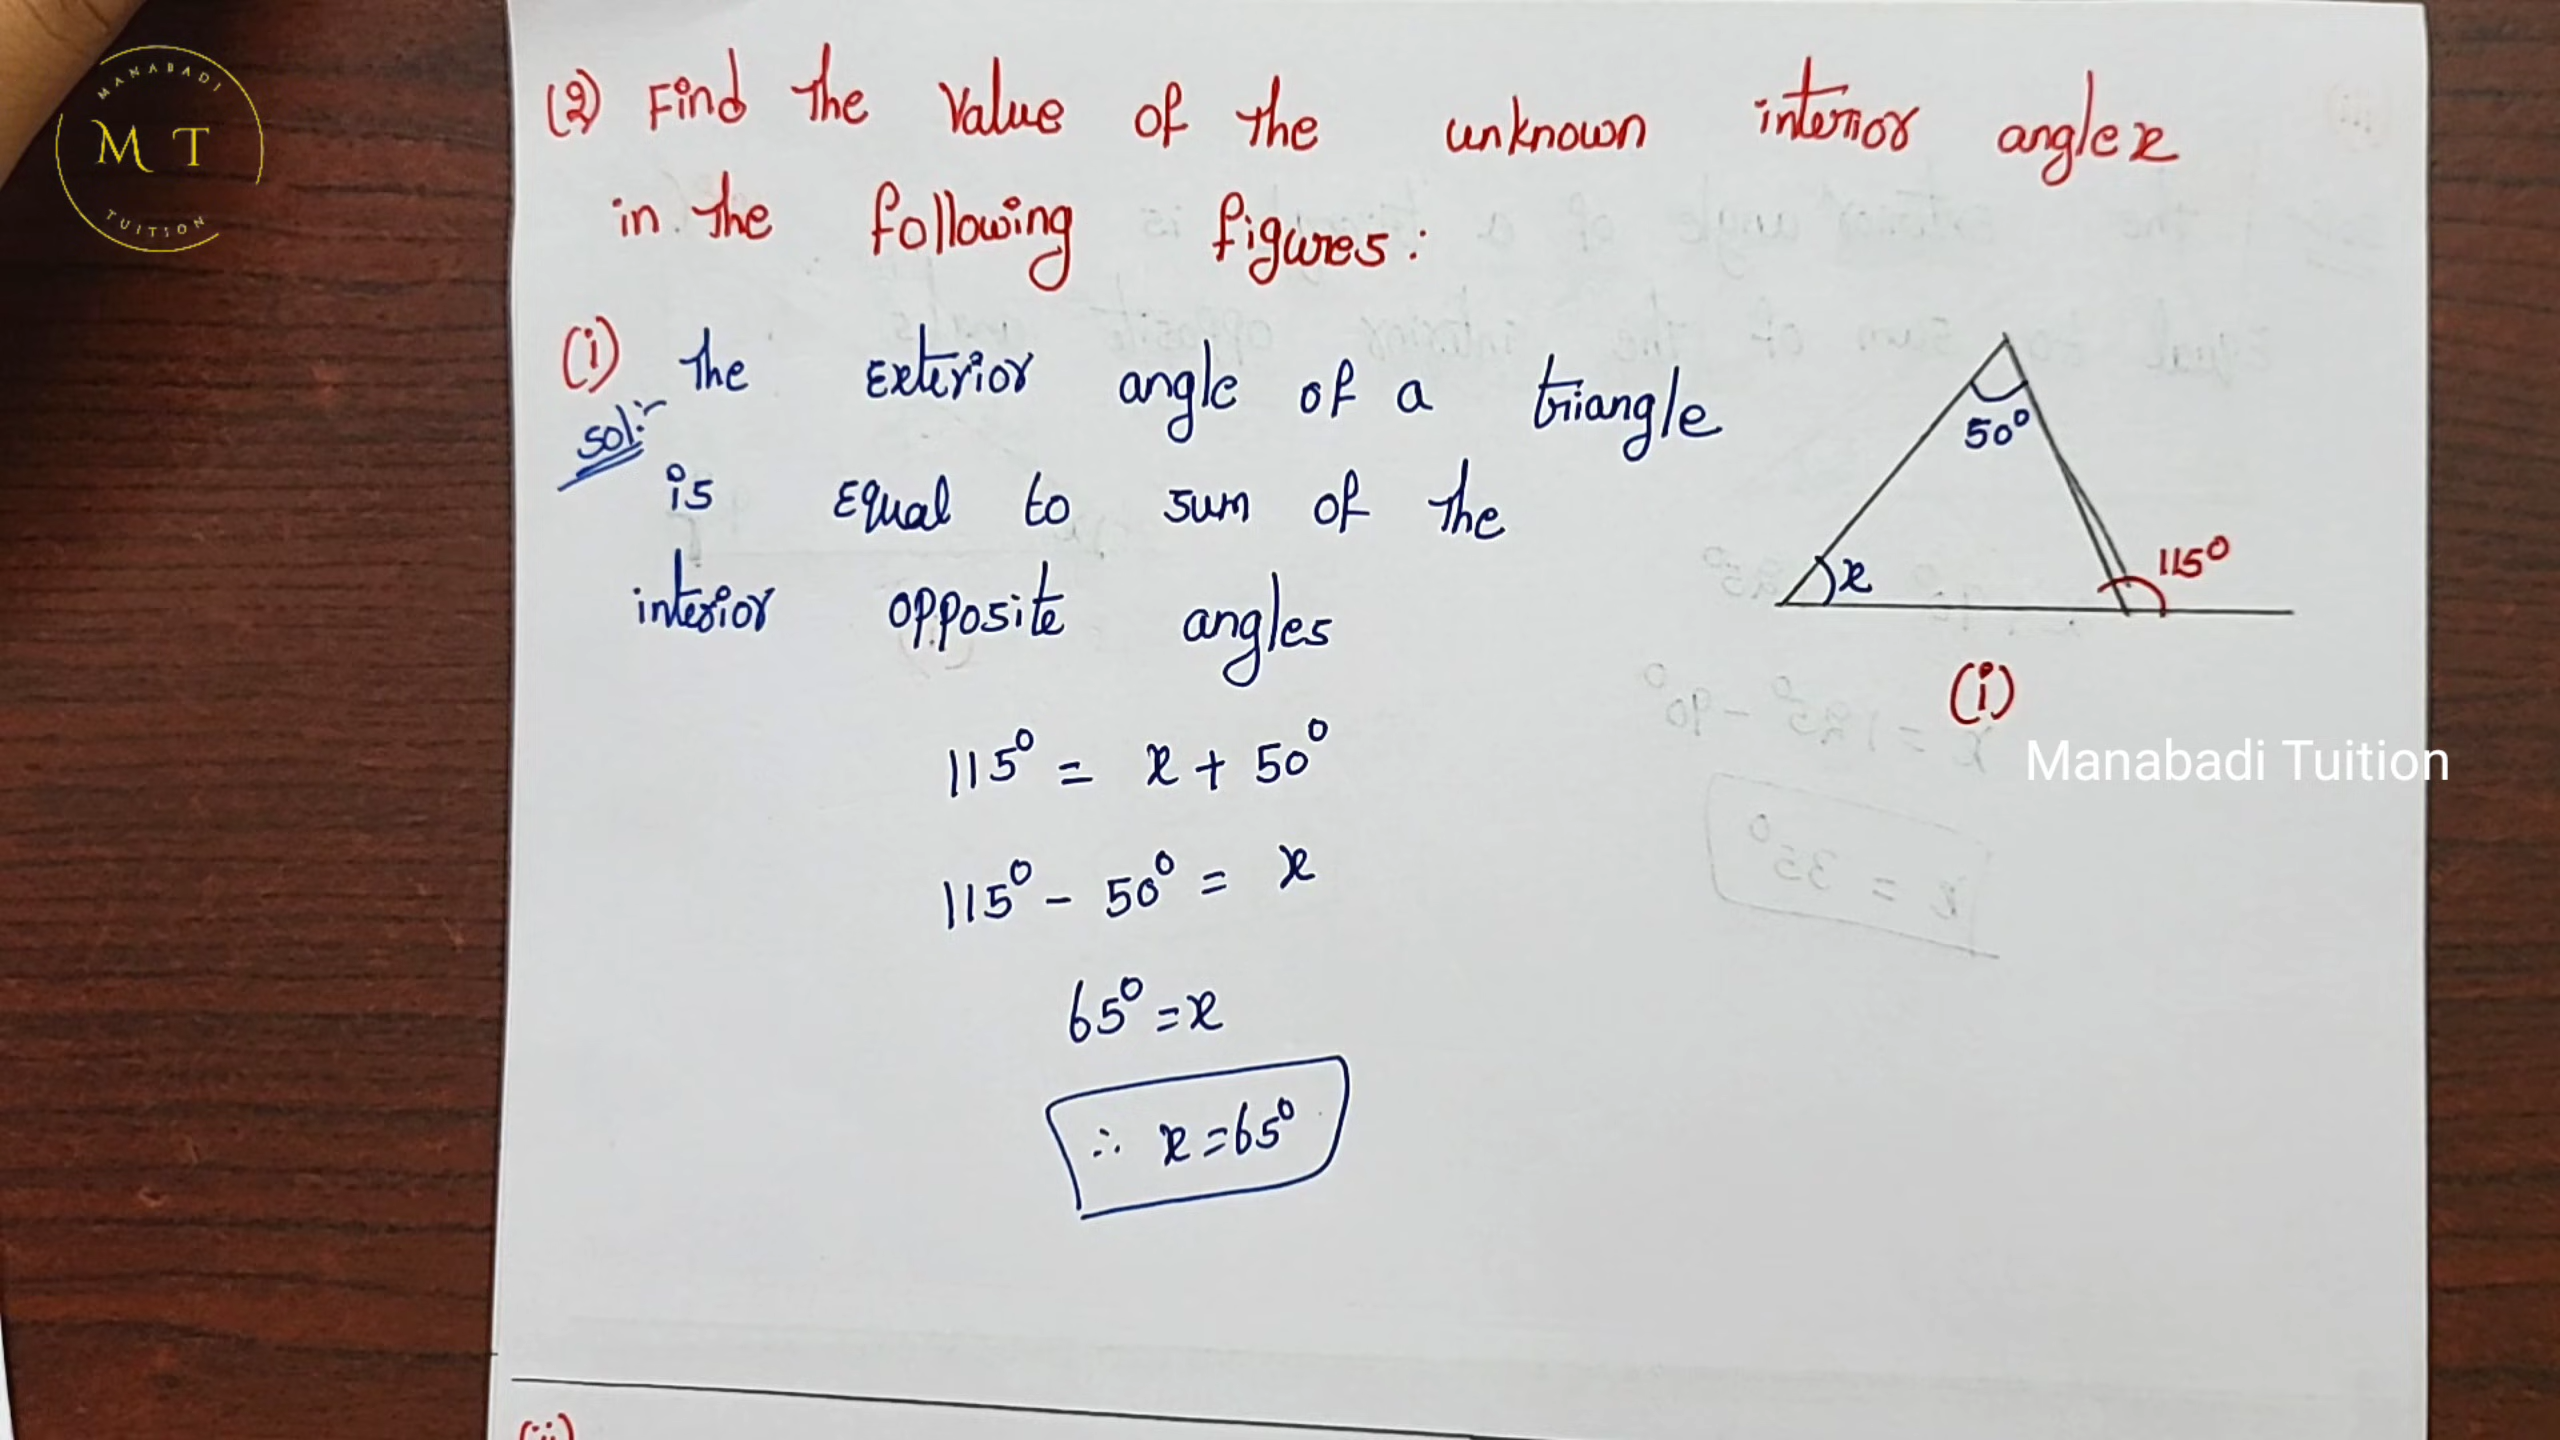 MANABADI
M T
TUITION
(2) Find the value of the unknown interior angle x
in the following figures:
(i) the Exterior angle of a triangle
sol:-
is Equal to sum of the
interior opposite angles
50°
x
115°
(i)
Manabadi Tuition
115° = x + 50°
115° - 50° = x
65° = x
∴ x = 65°
(ii)